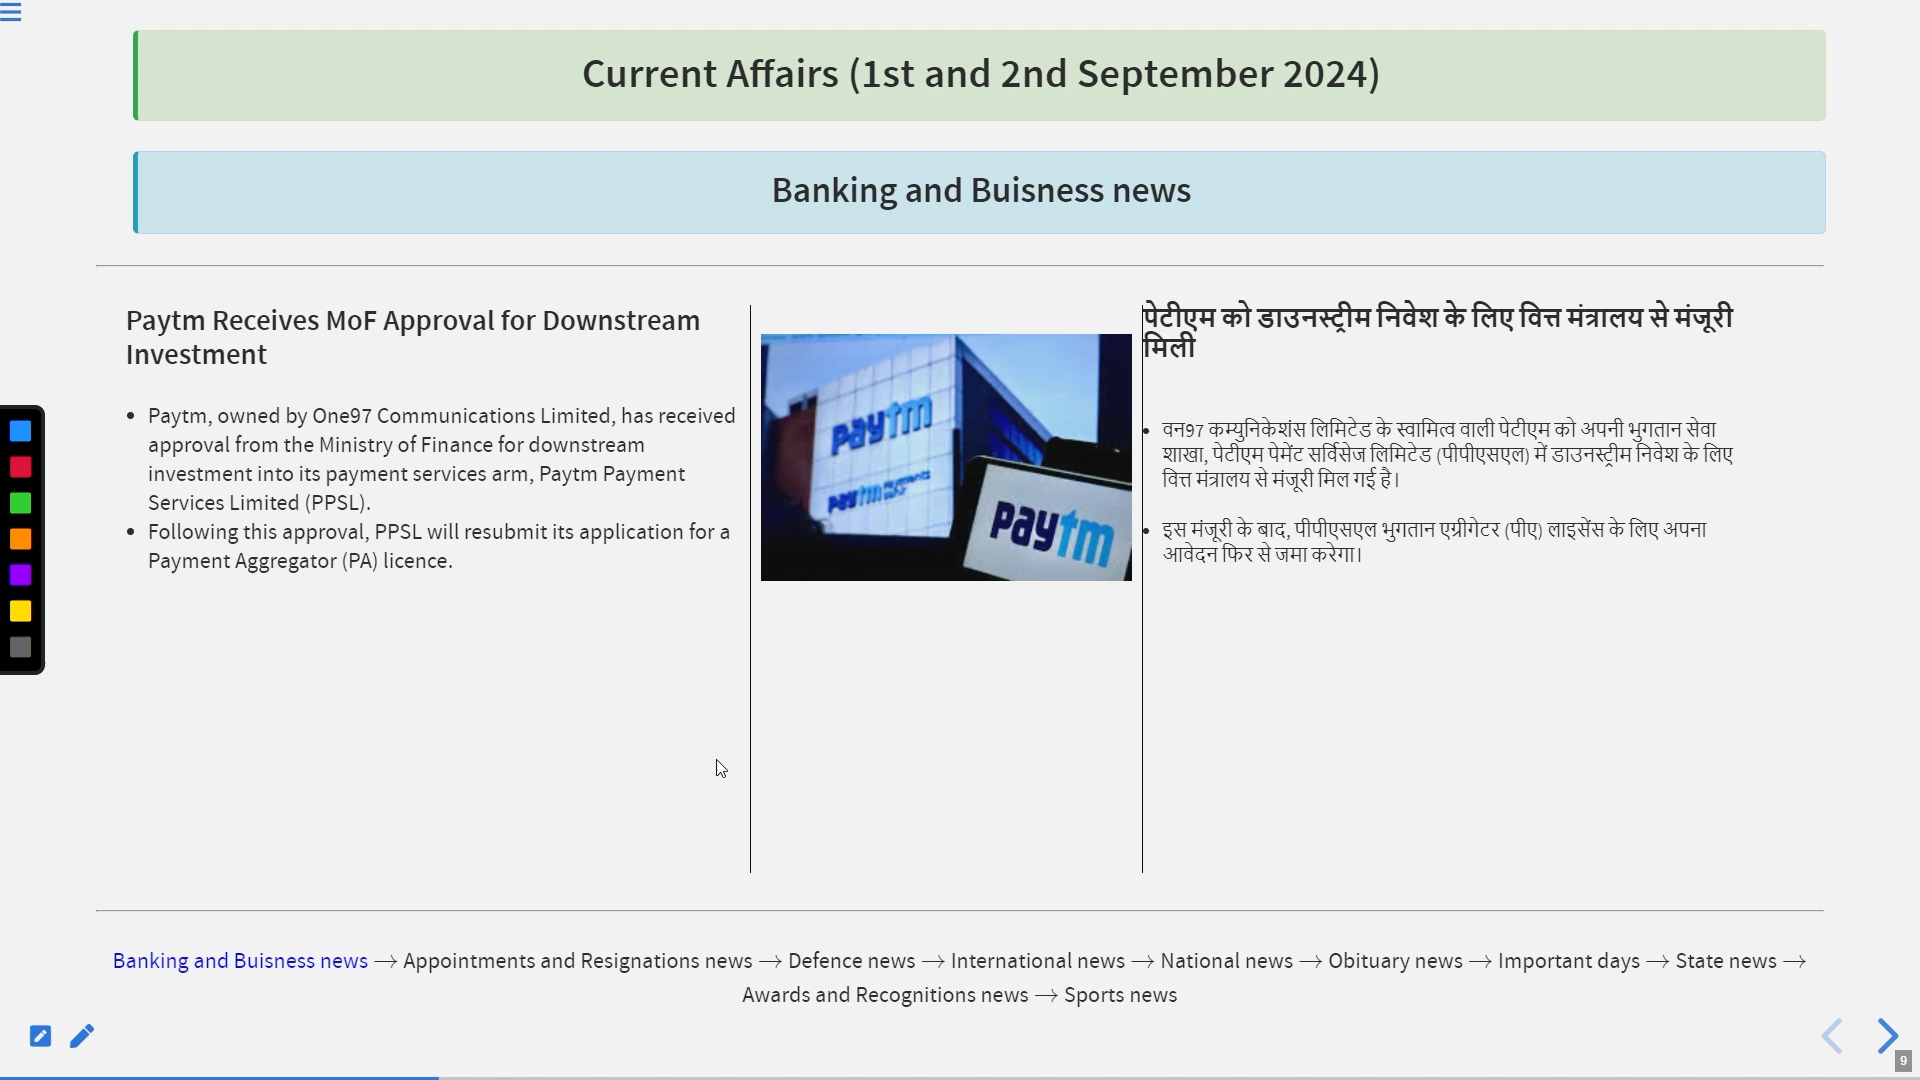 Current Affairs (1st and 2nd September 2024)
Banking and Buisness news
Paytm Receives MoF Approval for Downstream
Investment
Paytm, owned by One97 Communications Limited, has received
approval from the Ministry of Finance for downstream
investment into its payment services arm, Paytm Payment
Services Limited (PPSL).
Following this approval, PPSL will resubmit its application for a
Payment Aggregator (PA) licence.
paytm
paytm
paytm
पेटीएम को डाउनस्ट्रीम निवेश के लिए वित्त मंत्रालय से मंजूरी
मिली
वन97 कम्युनिकेशंस लिमिटेड के स्वामित्व वाली पेटीएम को अपनी भुगतान सेवा
शाखा, पेटीएम पेमेंट सर्विसेज लिमिटेड (पीपीएसएल) में डाउनस्ट्रीम निवेश के लिए
वित्त मंत्रालय से मंजूरी मिल गई है।
इस मंजूरी के बाद, पीपीएसएल भुगतान एग्रीगेटर (पीए) लाइसेंस के लिए अपना
आवेदन फिर से जमा करेगा।
Banking and Buisness news → Appointments and Resignations news → Defence news → International news → National news → Obituary news → Important days → State news →
Awards and Recognitions news → Sports news
9